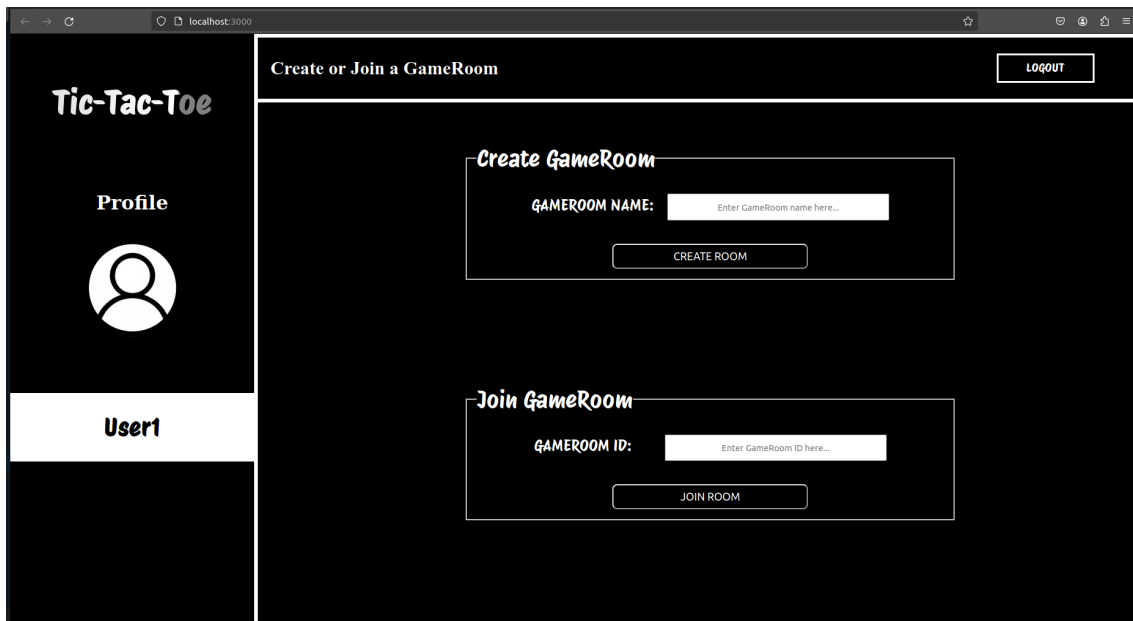 localhost:3000
Tic-Tac-Toe
Profile
User1
Create or Join a GameRoom
LOGOUT
Create GameRoom
GAMEROOM NAME:
Enter GameRoom name here...
CREATE ROOM
Join GameRoom
GAMEROOM ID:
Enter GameRoom ID here...
JOIN ROOM